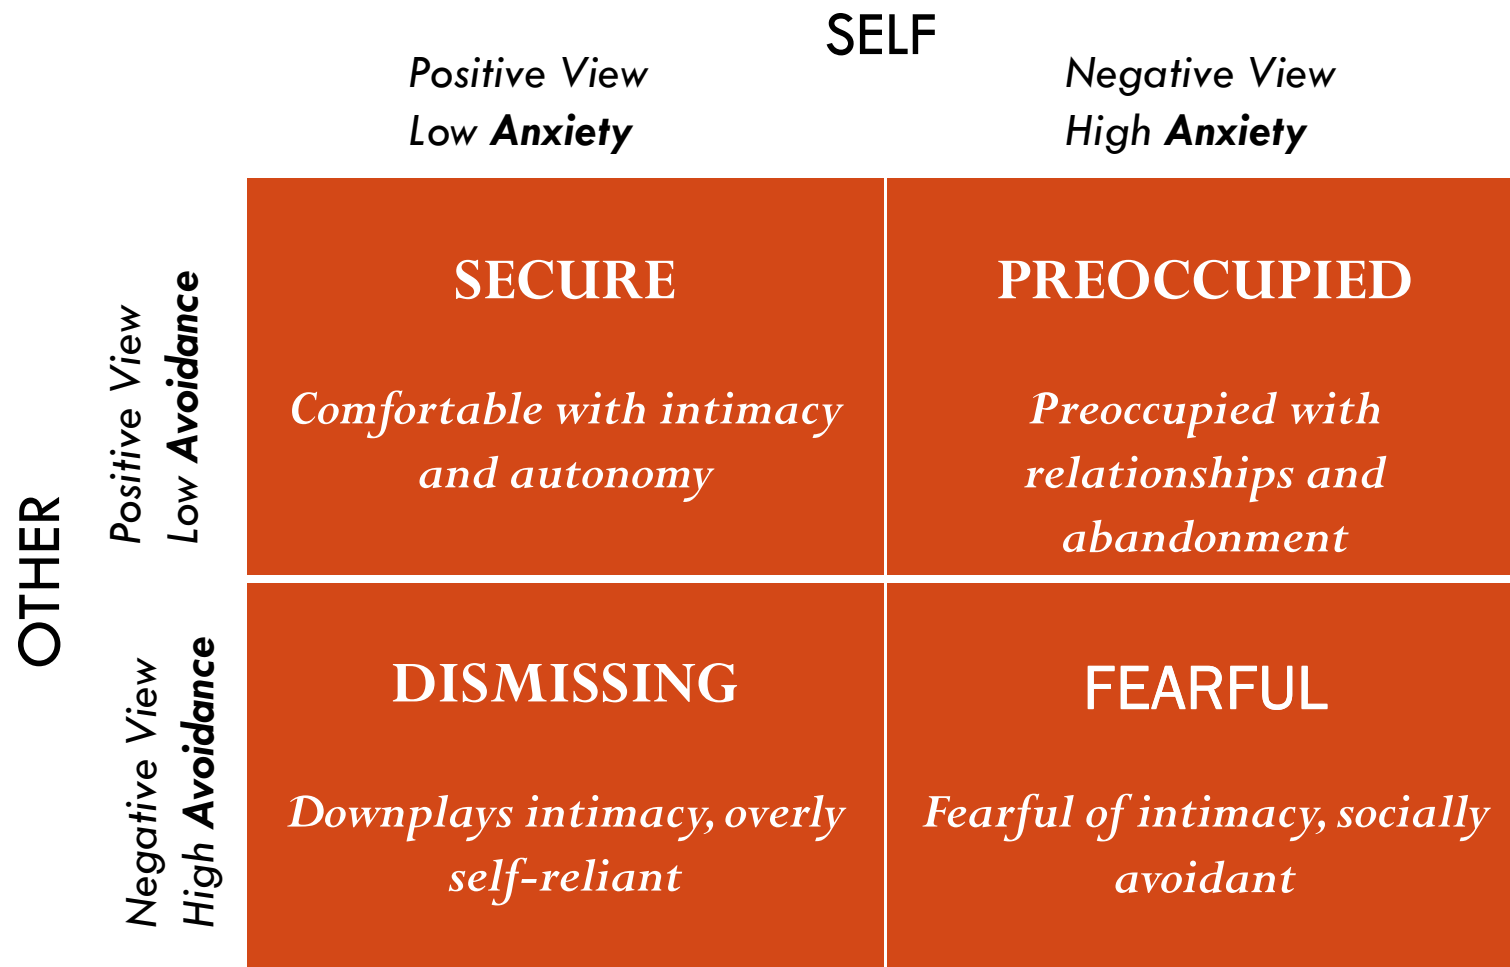 SELF
Positive View
Low Anxiety
Negative View
High Anxiety
OTHER
Positive View
Low Avoidance
SECURE
Comfortable with intimacy
and autonomy
PREOCCUPIED
Preoccupied with
relationships and
abandonment
Negative View
High Avoidance
DISMISSING
Downplays intimacy, overly
self-reliant
FEARFUL
Fearful of intimacy, socially
avoidant